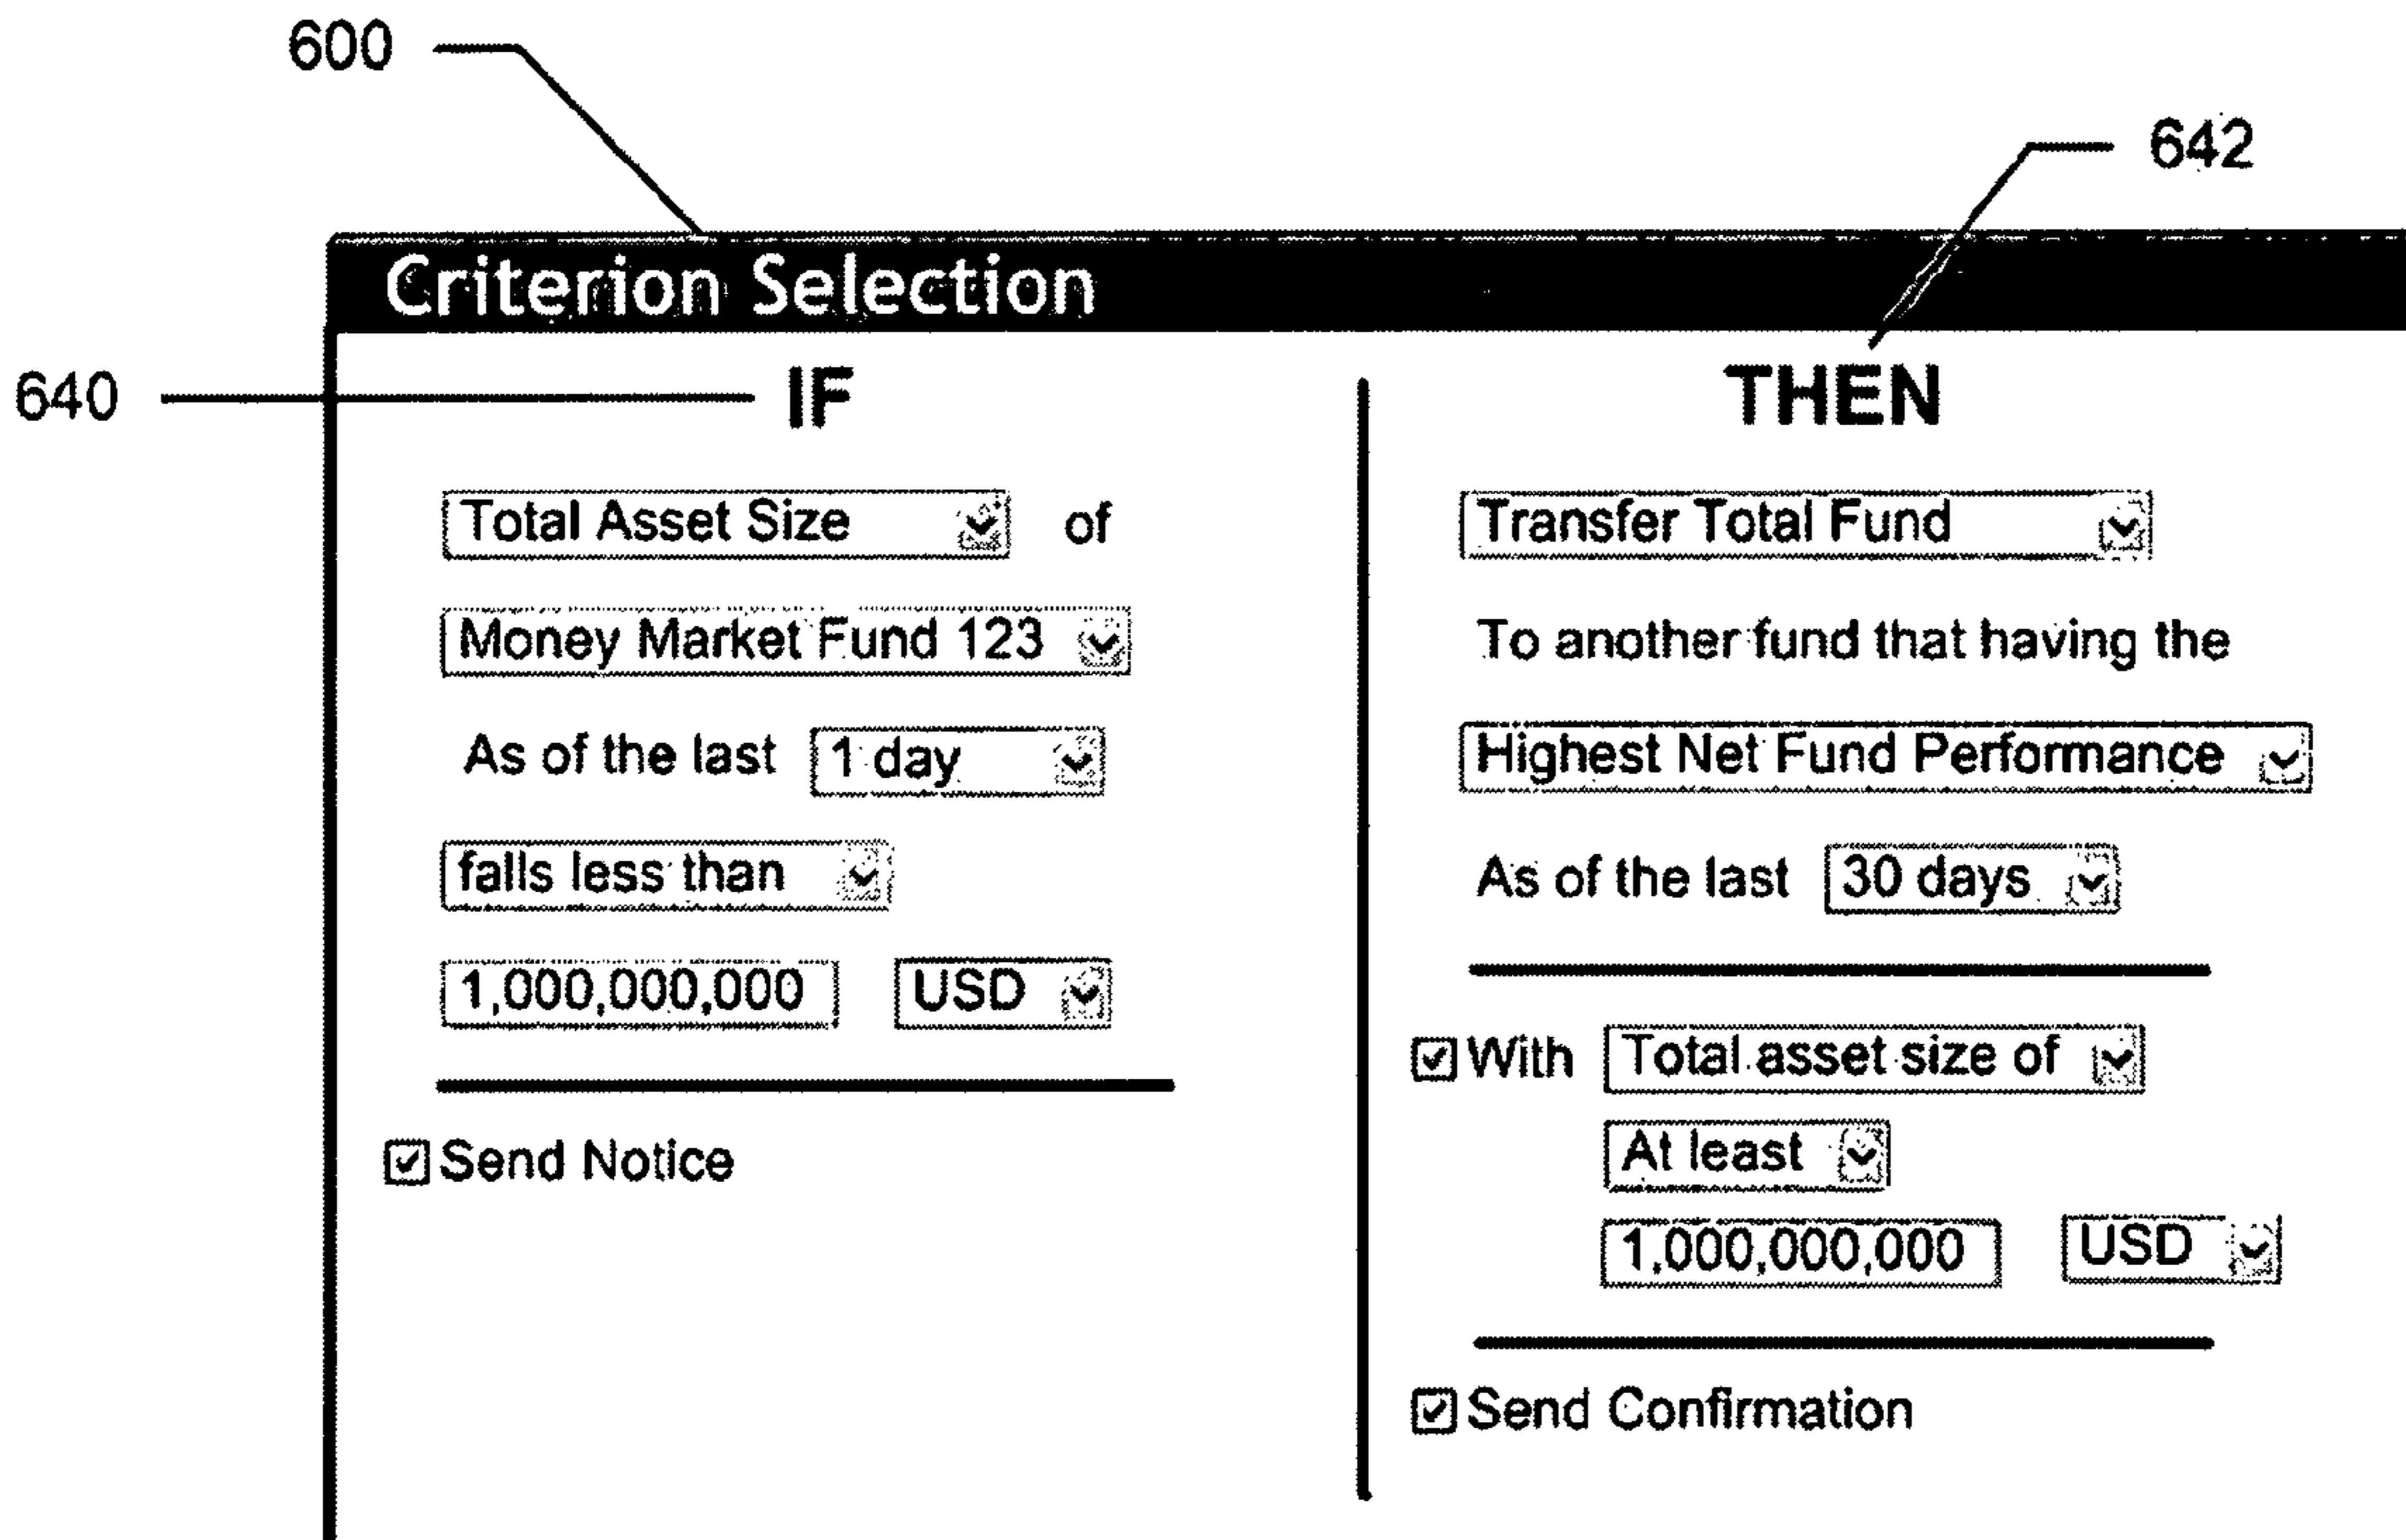 600
642
Criterion Selection
640
IF
Total Asset Size of
Money Market Fund 123
As of the last 1 day
falls less than
1,000,000,000 USD
Send Notice
THEN
Transfer Total Fund
To another fund that having the
Highest Net Fund Performance
As of the last 30 days
With Total asset size of
At least
1,000,000,000 USD
Send Confirmation